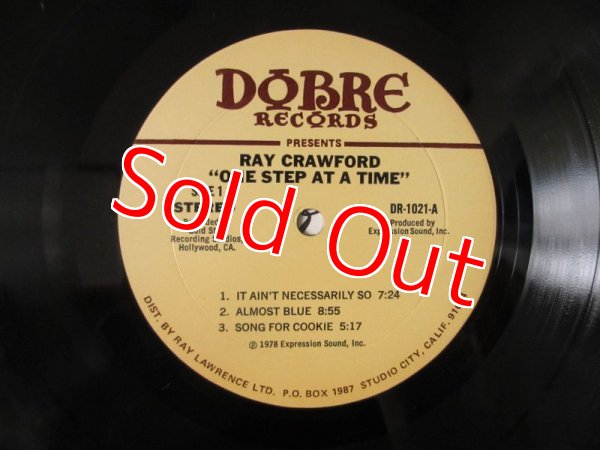 DOBRE
RECORDS
PRESENTS
RAY CRAWFORD
"ONE STEP AT A TIME"
STEREO
DR-1021-A
Recording Studios,
Hollywood, CA.
Produced by
Expression Sound, Inc.
Sold Out
1. IT AIN'T NECESSARILY SO 7:24
2. ALMOST BLUE 8:55
3. SONG FOR COOKIE 5:17
℗ 1978 Expression Sound, Inc.
DIST. BY RAY LAWRENCE LTD. P.O. BOX 1987 STUDIO CITY, CALIF.